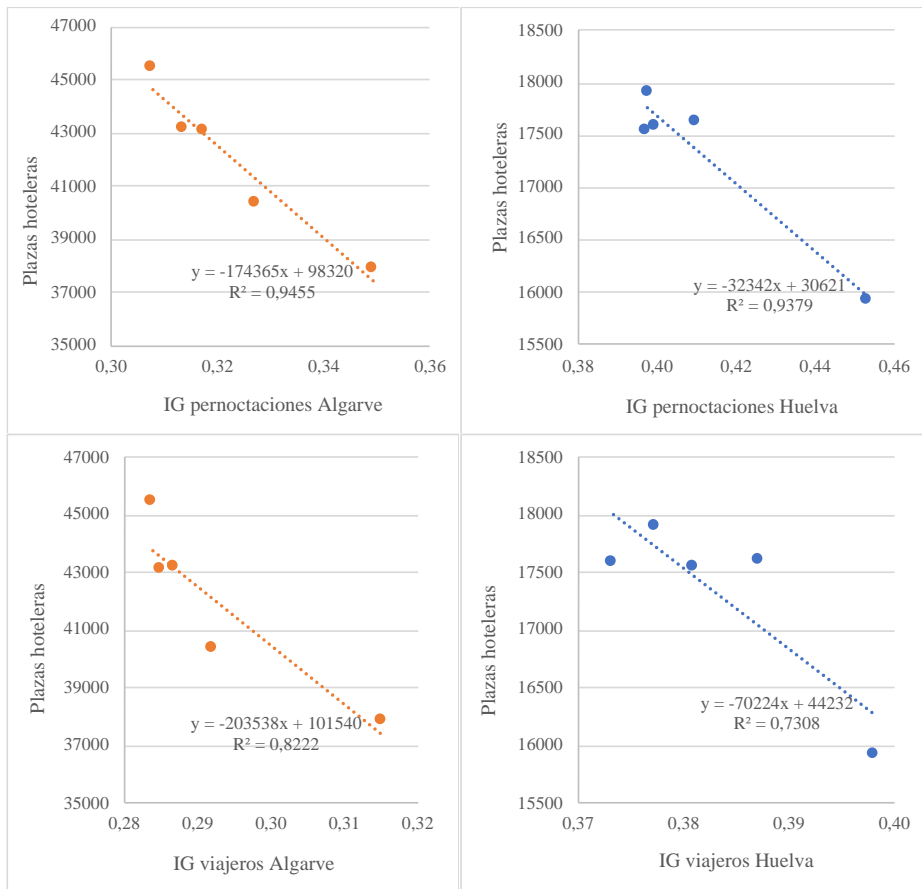 47000
45000
43000
41000
39000
37000
35000
Plazas hoteleras
y = -174365x + 98320
R² = 0,9455
0,30 0,32 0,34 0,36
IG pernoctaciones Algarve
18500
18000
17500
17000
16500
16000
15500
Plazas hoteleras
y = -32342x + 30621
R² = 0,9379
0,38 0,40 0,42 0,44 0,46
IG pernoctaciones Huelva
47000
45000
43000
41000
39000
37000
35000
Plazas hoteleras
y = -203538x + 101540
R² = 0,8222
0,28 0,29 0,30 0,31 0,32
IG viajeros Algarve
18500
18000
17500
17000
16500
16000
15500
Plazas hoteleras
y = -70224x + 44232
R² = 0,7308
0,37 0,38 0,39 0,40
IG viajeros Huelva